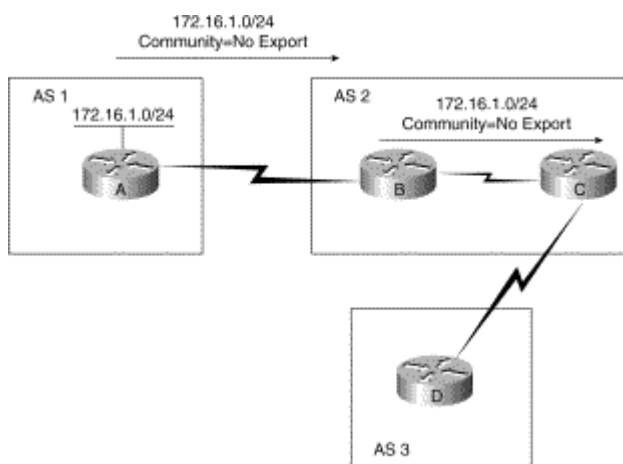 172.16.1.0/24
Community=No Export
AS 1
172.16.1.0/24
A
AS 2
172.16.1.0/24
Community=No Export
B
C
D
AS 3